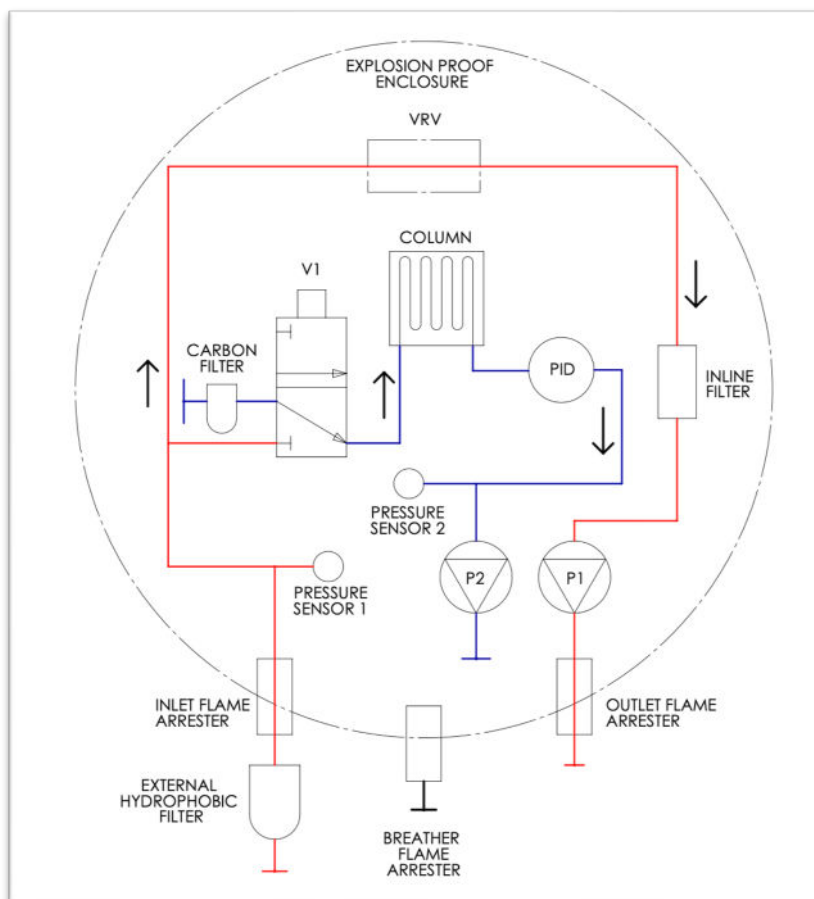 EXPLOSION PROOF
ENCLOSURE
VRV
COLUMN
V1
CARBON
FILTER
PID
INLINE
FILTER
PRESSURE
SENSOR 2
P2
P1
PRESSURE
SENSOR 1
INLET FLAME
ARRESTER
OUTLET FLAME
ARRESTER
EXTERNAL
HYDROPHOBIC
FILTER
BREATHER
FLAME
ARRESTER